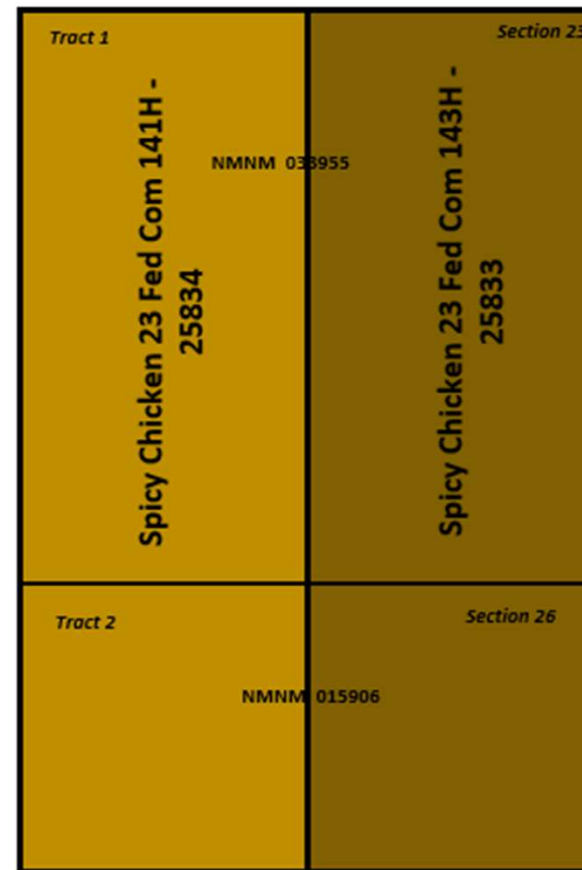 Tract 1
Section 23
NMNM 033955
Spicy Chicken 23 Fed Com 141H -
25834
Spicy Chicken 23 Fed Com 143H -
25833
Tract 2
Section 26
NMNM 015906